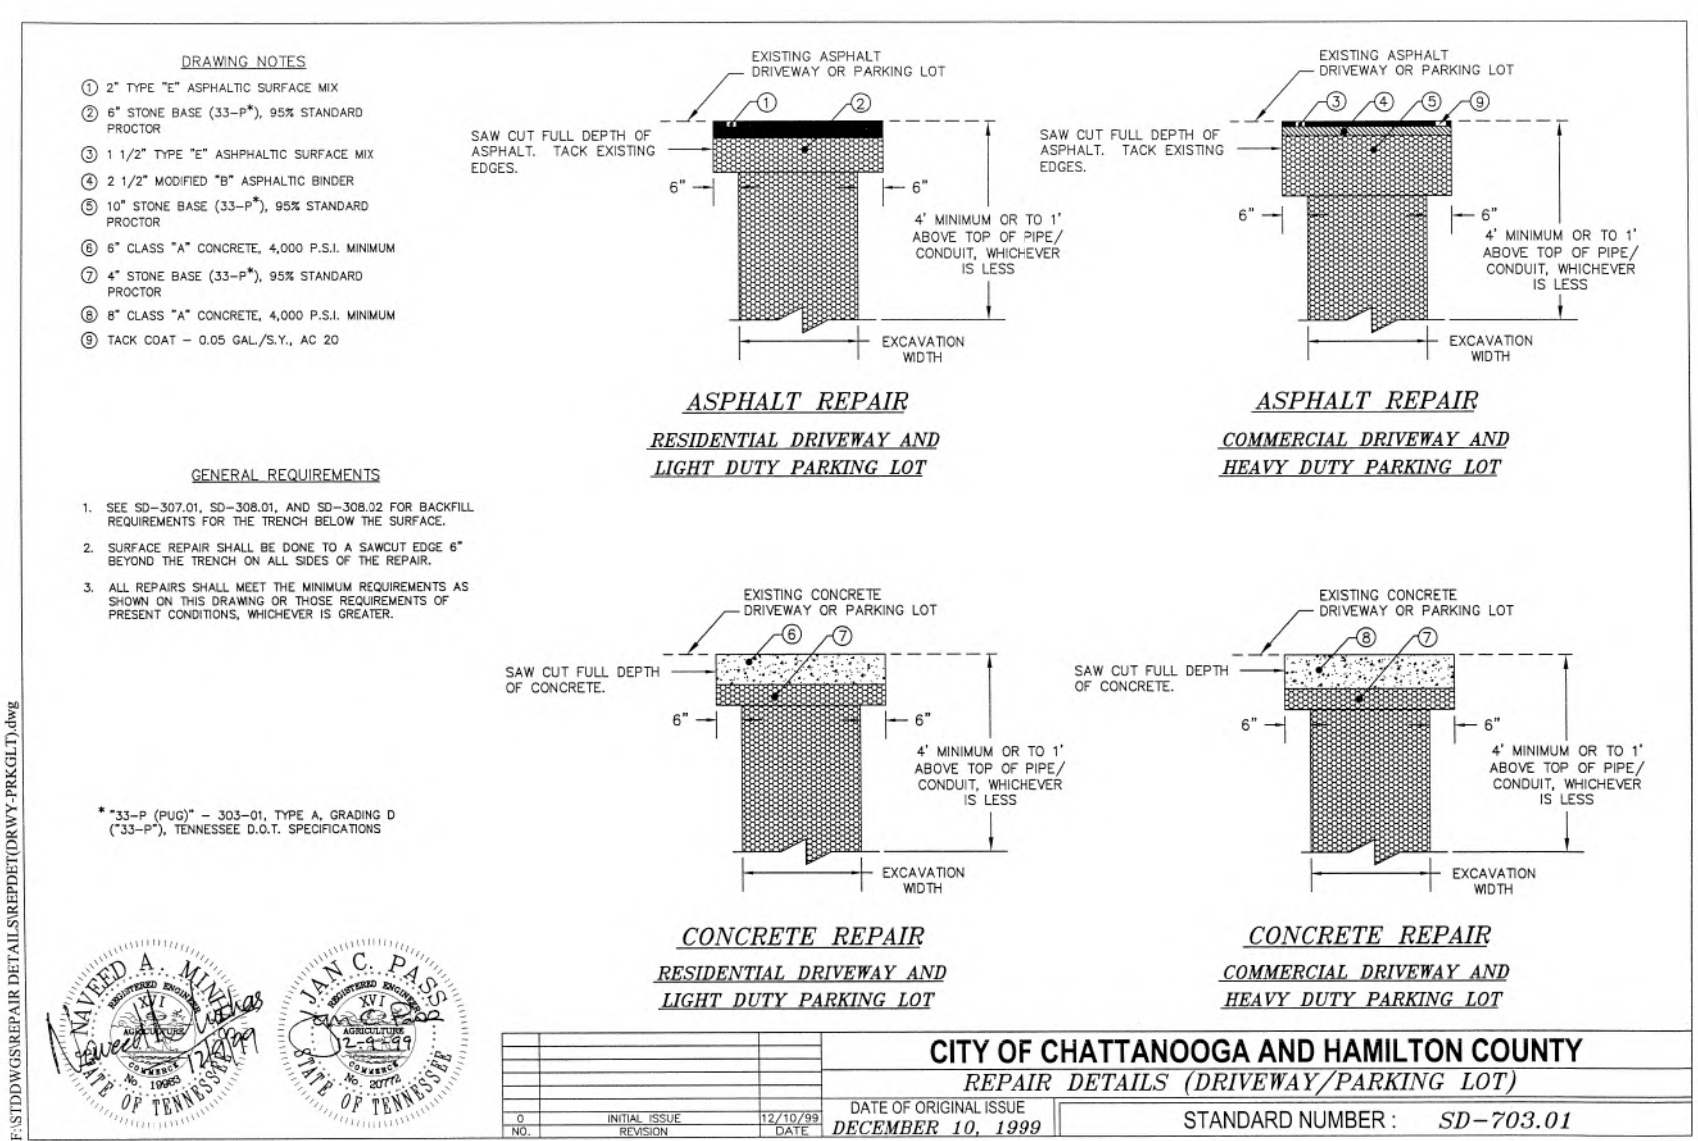 DRAWING NOTES
① 2" TYPE "E" ASPHALTIC SURFACE MIX
② 6" STONE BASE (33-P*), 95% STANDARD
PROCTOR
③ 1 1/2" TYPE "E" ASHPHALTIC SURFACE MIX
④ 2 1/2" MODIFIED "B" ASPHALTIC BINDER
⑤ 10" STONE BASE (33-P*), 95% STANDARD
PROCTOR
⑥ 6" CLASS "A" CONCRETE, 4,000 P.S.I. MINIMUM
⑦ 4" STONE BASE (33-P*), 95% STANDARD
PROCTOR
⑧ 8" CLASS "A" CONCRETE, 4,000 P.S.I. MINIMUM
⑨ TACK COAT - 0.05 GAL./S.Y., AC 20
GENERAL REQUIREMENTS
1. SEE SD-307.01, SD-308.01, AND SD-308.02 FOR BACKFILL
REQUIREMENTS FOR THE TRENCH BELOW THE SURFACE.
2. SURFACE REPAIR SHALL BE DONE TO A SAWCUT EDGE 6"
BEYOND THE TRENCH ON ALL SIDES OF THE REPAIR.
3. ALL REPAIRS SHALL MEET THE MINIMUM REQUIREMENTS AS
SHOWN ON THIS DRAWING OR THOSE REQUIREMENTS OF
PRESENT CONDITIONS, WHICHEVER IS GREATER.
* "33-P (PUG)" - 303-01, TYPE A, GRADING D
("33-P"), TENNESSEE D.O.T. SPECIFICATIONS
EXISTING ASPHALT
DRIVEWAY OR PARKING LOT
① ②
SAW CUT FULL DEPTH OF
ASPHALT. TACK EXISTING
EDGES.
6" 6"
4' MINIMUM OR TO 1'
ABOVE TOP OF PIPE/
CONDUIT, WHICHEVER
IS LESS
EXCAVATION
WIDTH
ASPHALT REPAIR
RESIDENTIAL DRIVEWAY AND
LIGHT DUTY PARKING LOT
EXISTING ASPHALT
DRIVEWAY OR PARKING LOT
③ ④ ⑤ ⑨
SAW CUT FULL DEPTH OF
ASPHALT. TACK EXISTING
EDGES.
6" 6"
4' MINIMUM OR TO 1'
ABOVE TOP OF PIPE/
CONDUIT, WHICHEVER
IS LESS
EXCAVATION
WIDTH
ASPHALT REPAIR
COMMERCIAL DRIVEWAY AND
HEAVY DUTY PARKING LOT
EXISTING CONCRETE
DRIVEWAY OR PARKING LOT
⑥ ⑦
SAW CUT FULL DEPTH
OF CONCRETE.
6" 6"
4' MINIMUM OR TO 1'
ABOVE TOP OF PIPE/
CONDUIT, WHICHEVER
IS LESS
EXCAVATION
WIDTH
CONCRETE REPAIR
RESIDENTIAL DRIVEWAY AND
LIGHT DUTY PARKING LOT
EXISTING CONCRETE
DRIVEWAY OR PARKING LOT
⑧ ⑦
SAW CUT FULL DEPTH
OF CONCRETE.
6" 6"
4' MINIMUM OR TO 1'
ABOVE TOP OF PIPE/
CONDUIT, WHICHEVER
IS LESS
EXCAVATION
WIDTH
CONCRETE REPAIR
COMMERCIAL DRIVEWAY AND
HEAVY DUTY PARKING LOT
F:\STDDWGS\REPAIR DETAILS\REPDET(DRWY-PRKGLT).dwg
NAVEED A.
REGISTERED ENGINEER
XVI
AGRICULTURE
COMMERCE
No. 19983
STATE OF TENNESSEE
JAN C. PASS
REGISTERED ENGINEER
XVI
AGRICULTURE
12-9-99
COMMERCE
No. 20772
STATE OF TENNESSEE
0 INITIAL ISSUE 12/10/99
NO. REVISION DATE
CITY OF CHATTANOOGA AND HAMILTON COUNTY
REPAIR DETAILS (DRIVEWAY/PARKING LOT)
DATE OF ORIGINAL ISSUE
DECEMBER 10, 1999
STANDARD NUMBER : SD-703.01